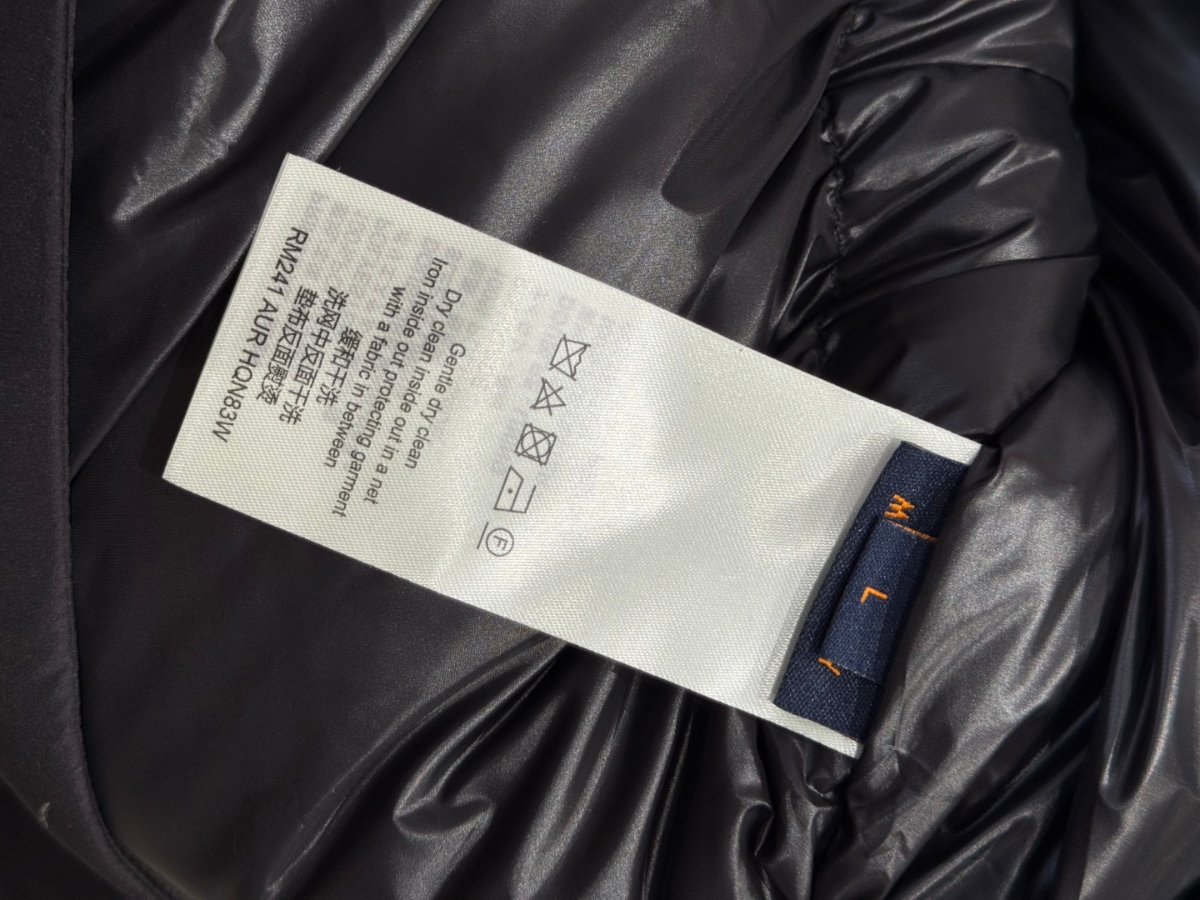 M
L
Y
F
Gentle dry clean
Dry clean inside out in a net
Iron inside out protecting garment
with a fabric in between
缓和干洗
洗网中反面干洗
垫布反面熨烫
RM241 AUR HQN83W